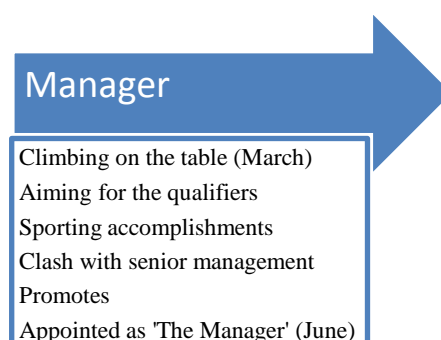 Manager
Climbing on the table (March)
Aiming for the qualifiers
Sporting accomplishments
Clash with senior management
Promotes
Appointed as 'The Manager' (June)